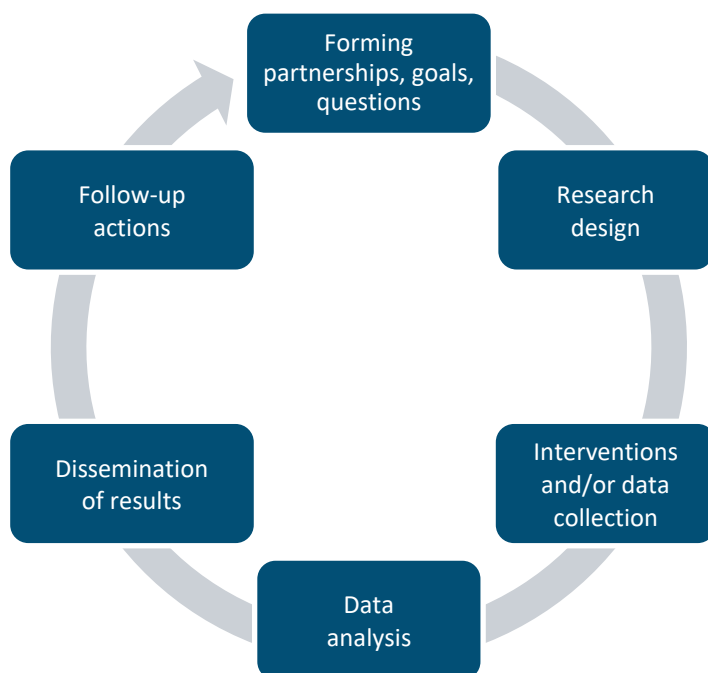 Forming
partnerships, goals,
questions
Research
design
Interventions
and/or data
collection
Data
analysis
Dissemination
of results
Follow-up
actions